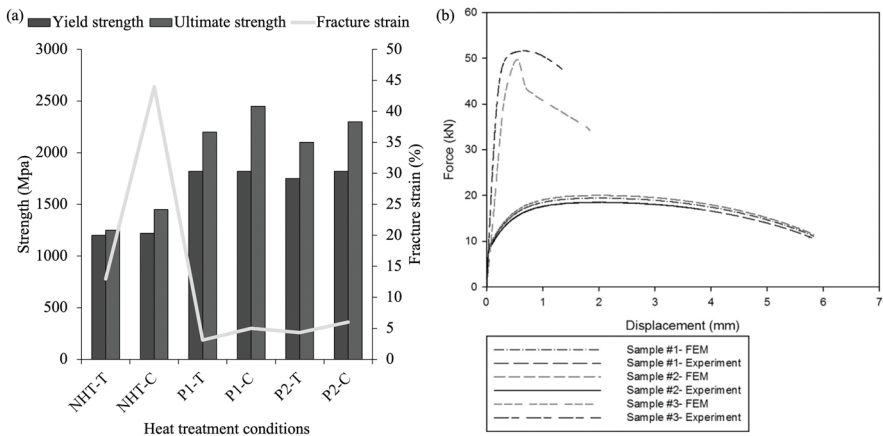 (a)
Yield strength Ultimate strength Fracture strain
3000
2500
2000
1500
1000
500
0
Strength (Mpa)
50
45
40
35
30
25
20
15
10
5
0
Fracture strain (%)
NHT-T
NHT-C
P1-T
P1-C
P2-T
P2-C
Heat treatment conditions
(b)
60
50
40
30
20
10
0
Force (kN)
0 1 2 3 4 5 6 7
Displacement (mm)
Sample #1- FEM
Sample #1- Experiment
Sample #2- FEM
Sample #2- Experiment
Sample #3- FEM
Sample #3- Experiment